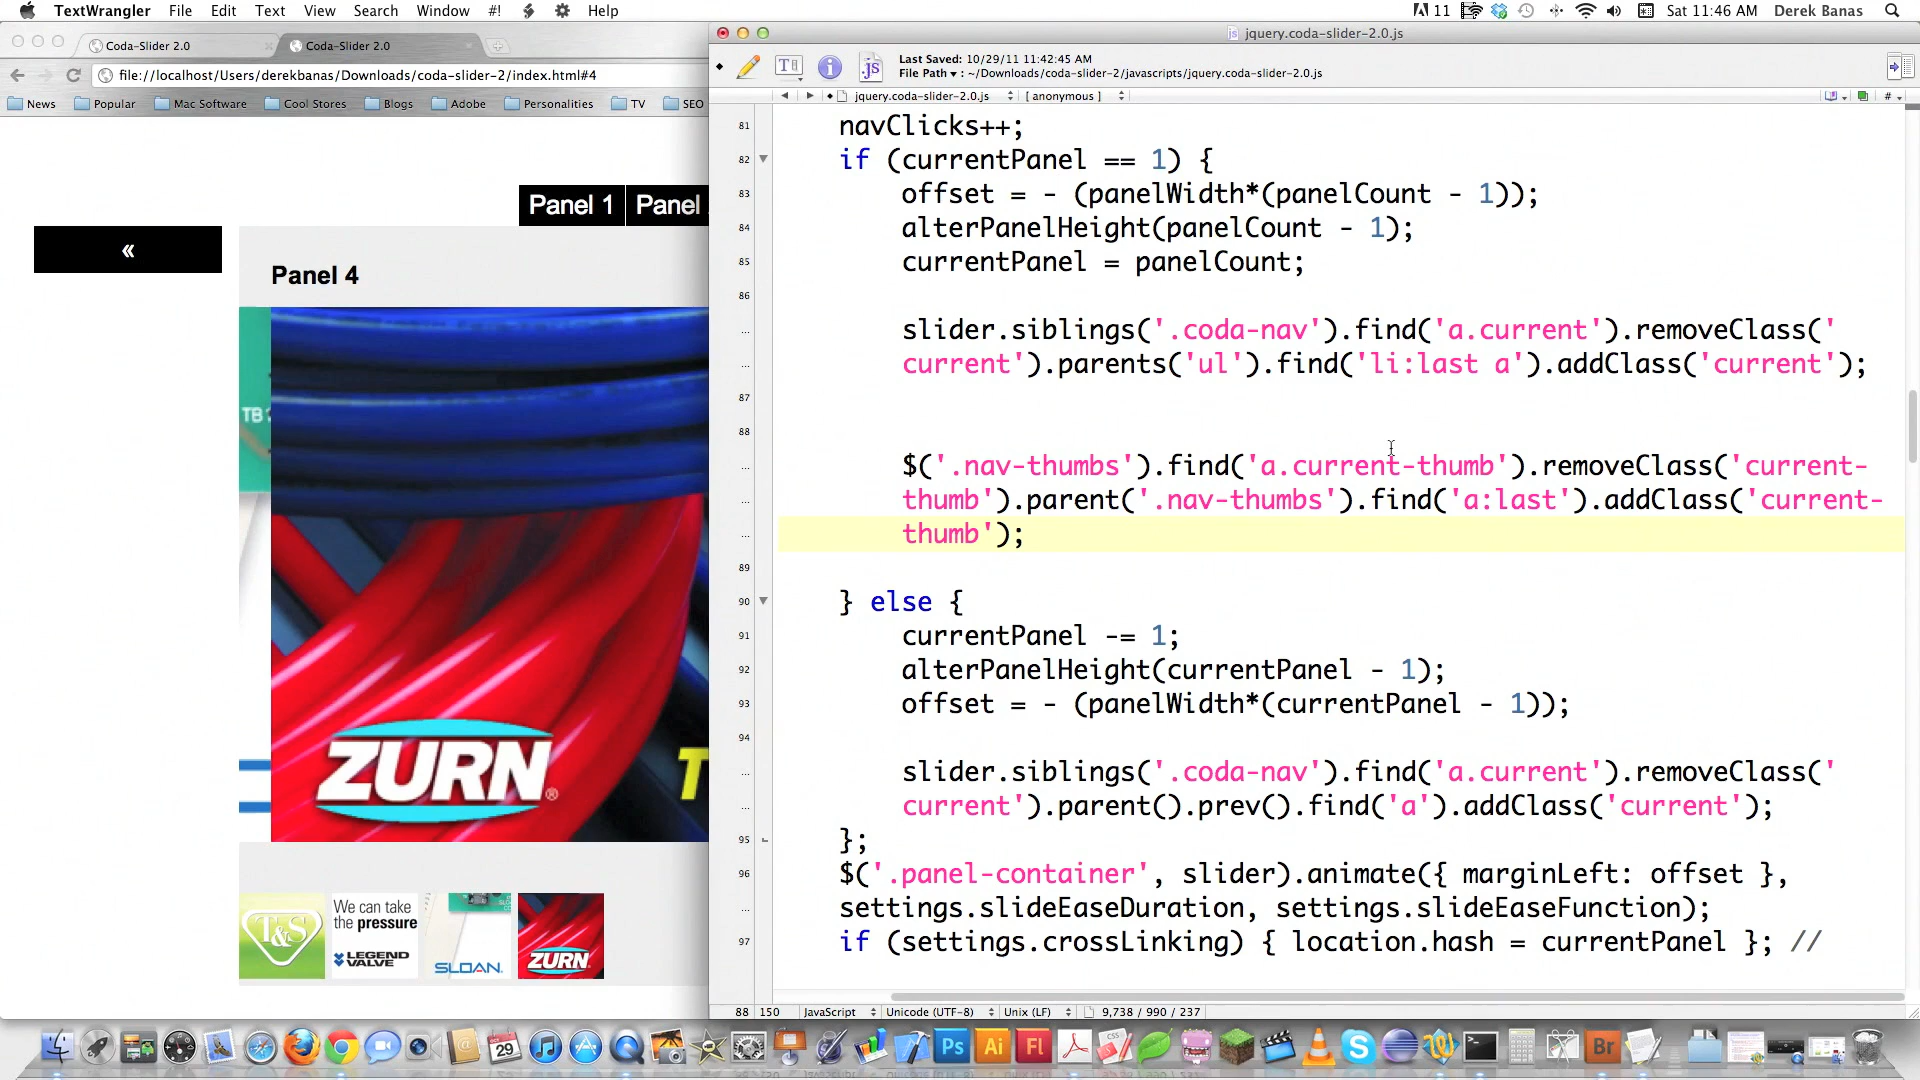 TextWrangler File Edit Text View Search Window #! Help
11 Sat 11:46 AM Derek Banas
Coda-Slider 2.0
Coda-Slider 2.0
file://localhost/Users/derekbanas/Downloads/coda-slider-2/index.html#4
News Popular Mac Software Cool Stores Blogs Adobe Personalities TV SEO
Panel 1
Panel
«
Panel 4
TB 2
ZURN®
T
T&S
We can take
the pressure
LEGEND
VALVE
SLOAN
ZURN
jquery.coda-slider-2.0.js
Last Saved: 10/29/11 11:42:45 AM
File Path ▾ : ~/Downloads/coda-slider-2/javascripts/jquery.coda-slider-2.0.js
jquery.coda-slider-2.0.js [ anonymous ]
81 navClicks++;
82 if (currentPanel == 1) {
83 offset = - (panelWidth*(panelCount - 1));
84 alterPanelHeight(panelCount - 1);
85 currentPanel = panelCount;
86
... slider.siblings('.coda-nav').find('a.current').removeClass('
... current').parents('ul').find('li:last a').addClass('current');
87
88
... $('.nav-thumbs').find('a.current-thumb').removeClass('current-
... thumb').parent('.nav-thumbs').find('a:last').addClass('current-
... thumb');
89
90 } else {
91 currentPanel -= 1;
92 alterPanelHeight(currentPanel - 1);
93 offset = - (panelWidth*(currentPanel - 1));
94
... slider.siblings('.coda-nav').find('a.current').removeClass('
... current').parent().prev().find('a').addClass('current');
95 };
96 $('.panel-container', slider).animate({ marginLeft: offset },
... settings.slideEaseDuration, settings.slideEaseFunction);
97 if (settings.crossLinking) { location.hash = currentPanel }; //
88 150 JavaScript Unicode (UTF-8) Unix (LF) 9,738 / 990 / 237
OCT
29
Ps
Ai
Fl
CSS
Br